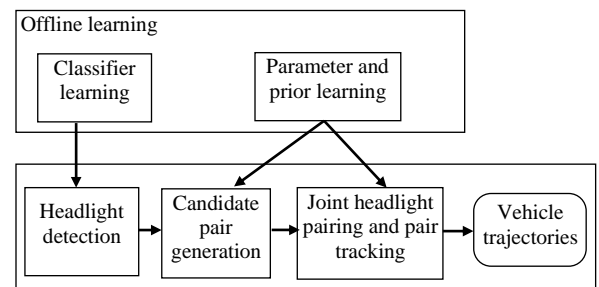 Offline learning
Classifier
learning
Parameter and
prior learning
Headlight
detection
Candidate
pair
generation
Joint headlight
pairing and pair
tracking
Vehicle
trajectories